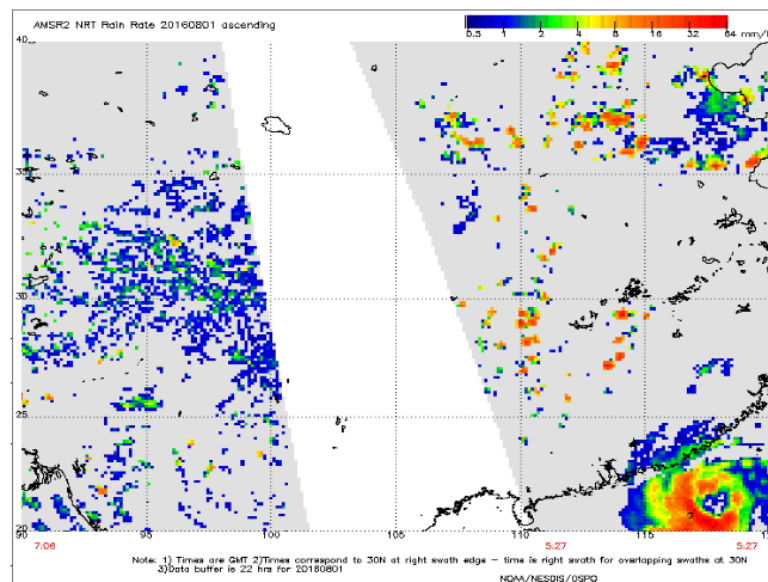 AMSR2 NRT Rain Rate 20160801 ascending
0.5 1 2 4 8 16 32 64 mm/h
40
35
30
25
20
90 95 100 105 110 115
7:06 5:27 5:27
Note: 1) Times are GMT 2)Times correspond to 30N at right swath edge – time is right swath for overlapping swaths at 30N
3)Data buffer is 22 hrs for 20160801
NOAA/NESDIS/OSPO